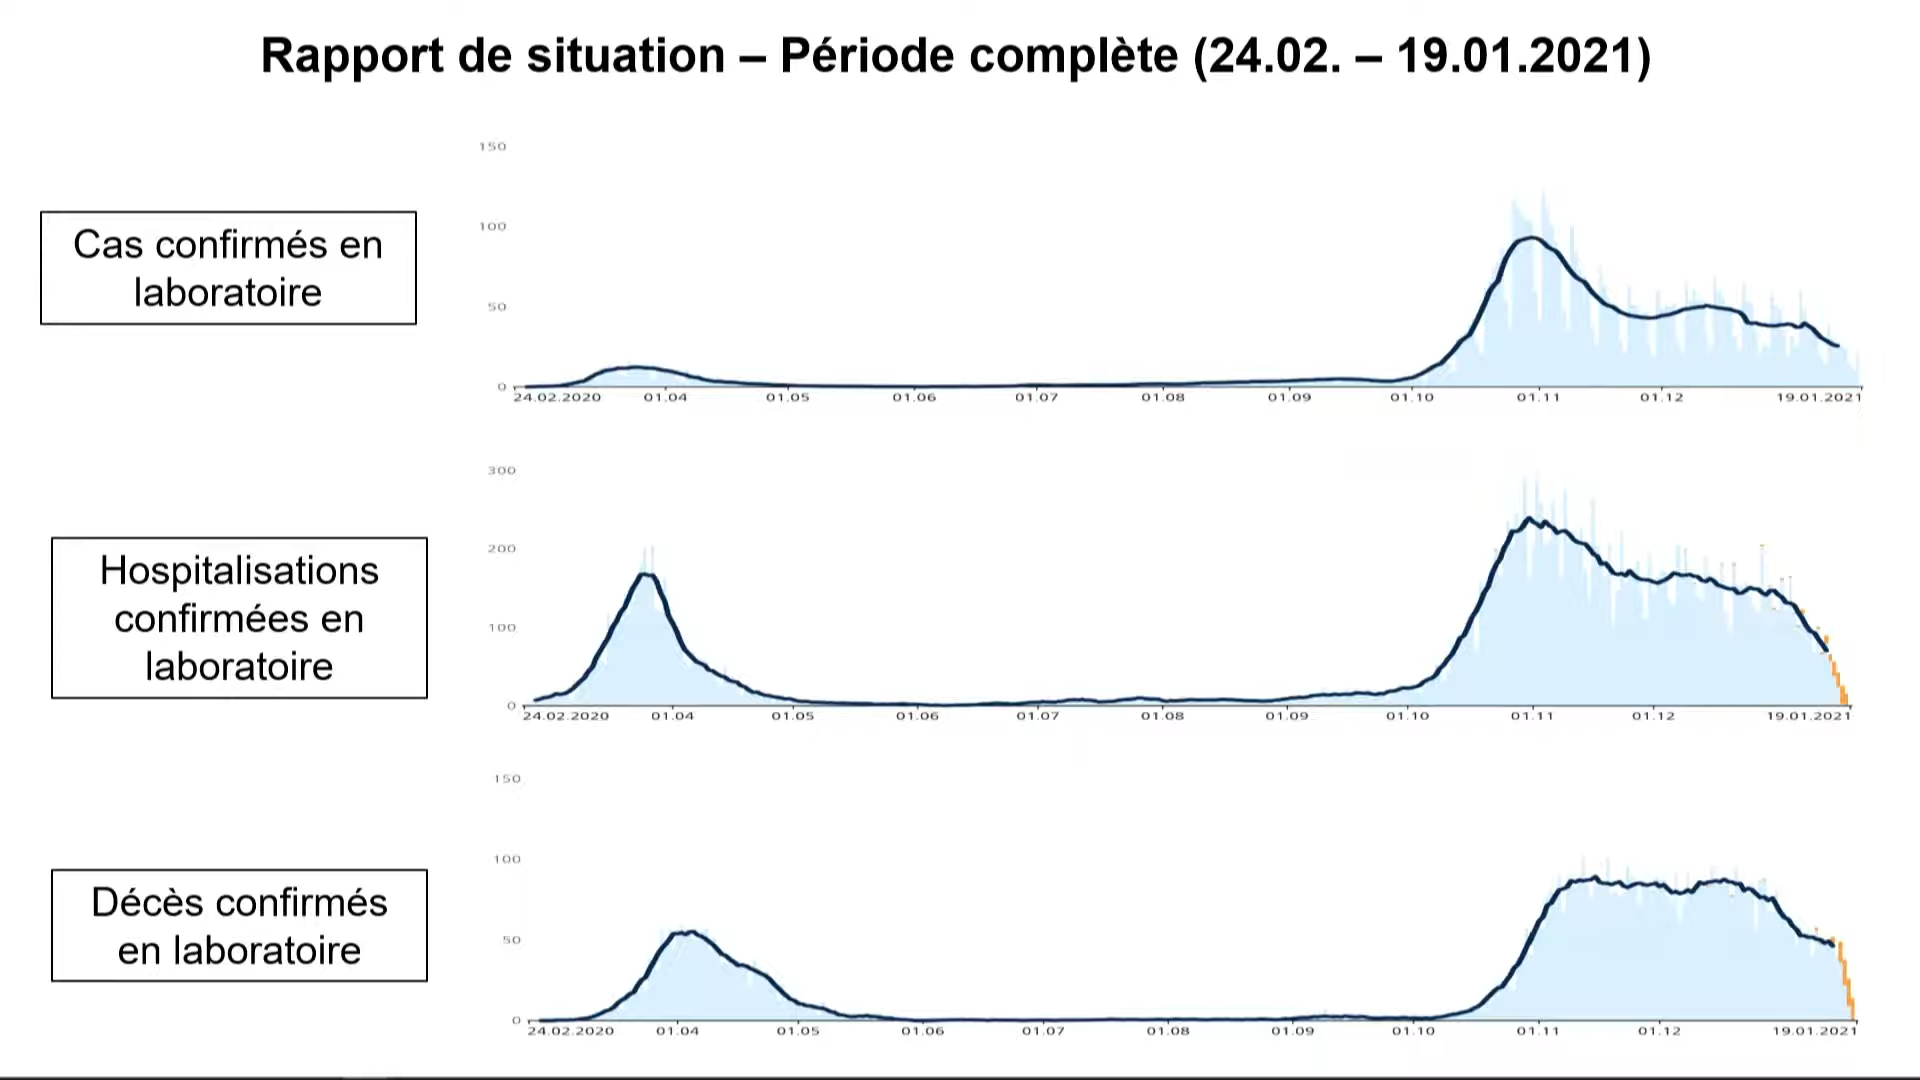 Rapport de situation – Période complète (24.02. – 19.01.2021)
Cas confirmés en
laboratoire
150
100
50
0
24.02.2020 01.04 01.05 01.06 01.07 01.08 01.09 01.10 01.11 01.12 19.01.2021
Hospitalisations
confirmées en
laboratoire
300
200
100
0
24.02.2020 01.04 01.05 01.06 01.07 01.08 01.09 01.10 01.11 01.12 19.01.2021
Décès confirmés
en laboratoire
150
100
50
0
24.02.2020 01.04 01.05 01.06 01.07 01.08 01.09 01.10 01.11 01.12 19.01.2021